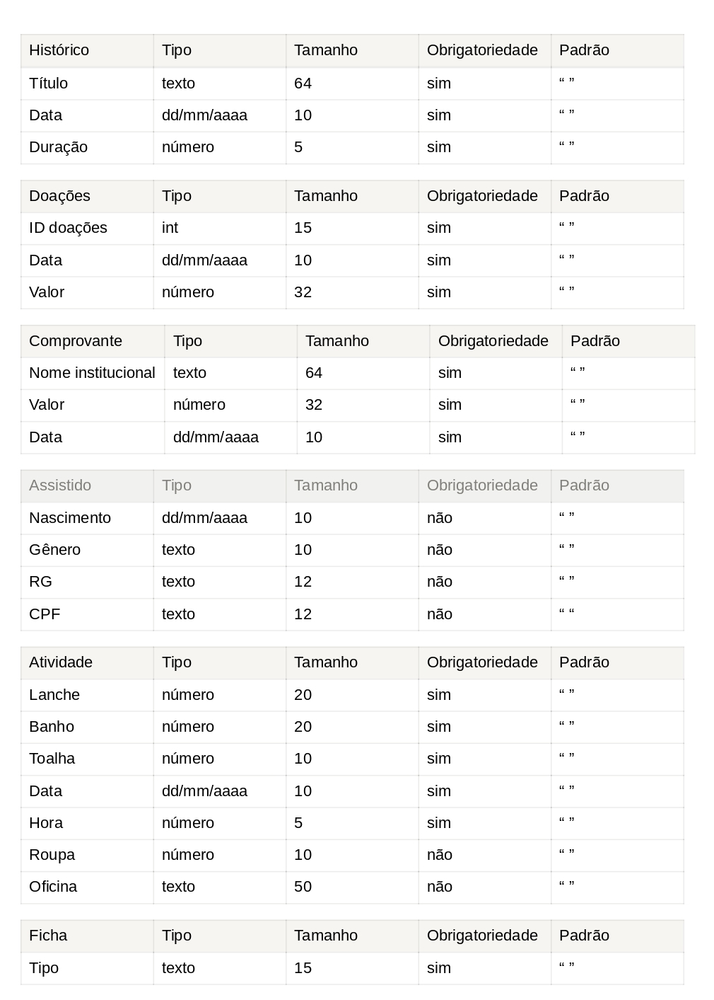 Histórico Tipo Tamanho Obrigatoriedade Padrão
Título texto 64 sim “ ”
Data dd/mm/aaaa 10 sim “ ”
Duração número 5 sim “ ”
Doações Tipo Tamanho Obrigatoriedade Padrão
ID doações int 15 sim “ ”
Data dd/mm/aaaa 10 sim “ ”
Valor número 32 sim “ ”
Comprovante Tipo Tamanho Obrigatoriedade Padrão
Nome institucional texto 64 sim “ ”
Valor número 32 sim “ ”
Data dd/mm/aaaa 10 sim “ ”
Assistido Tipo Tamanho Obrigatoriedade Padrão
Nascimento dd/mm/aaaa 10 não “ ”
Gênero texto 10 não “ ”
RG texto 12 não “ ”
CPF texto 12 não “ “
Atividade Tipo Tamanho Obrigatoriedade Padrão
Lanche número 20 sim “ ”
Banho número 20 sim “ ”
Toalha número 10 sim “ ”
Data dd/mm/aaaa 10 sim “ ”
Hora número 5 sim “ ”
Roupa número 10 não “ ”
Oficina texto 50 não “ ”
Ficha Tipo Tamanho Obrigatoriedade Padrão
Tipo texto 15 sim “ ”